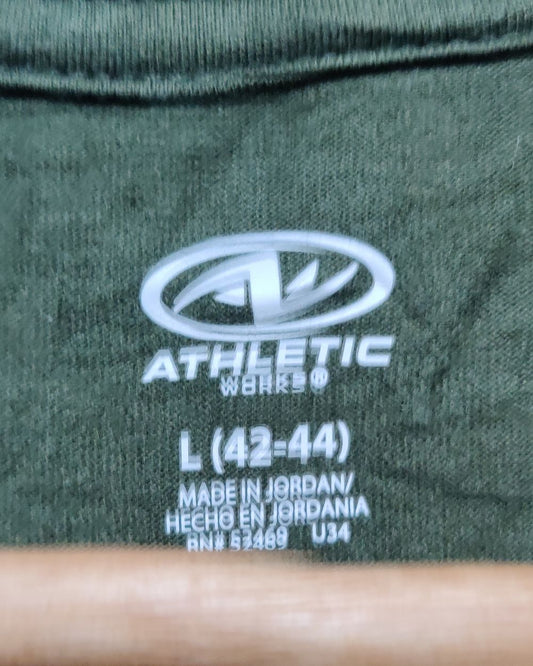 ATHLETIC
WORKS®
L (42-44)
MADE IN JORDAN/
HECHO EN JORDANIA
RN# 52469 U34